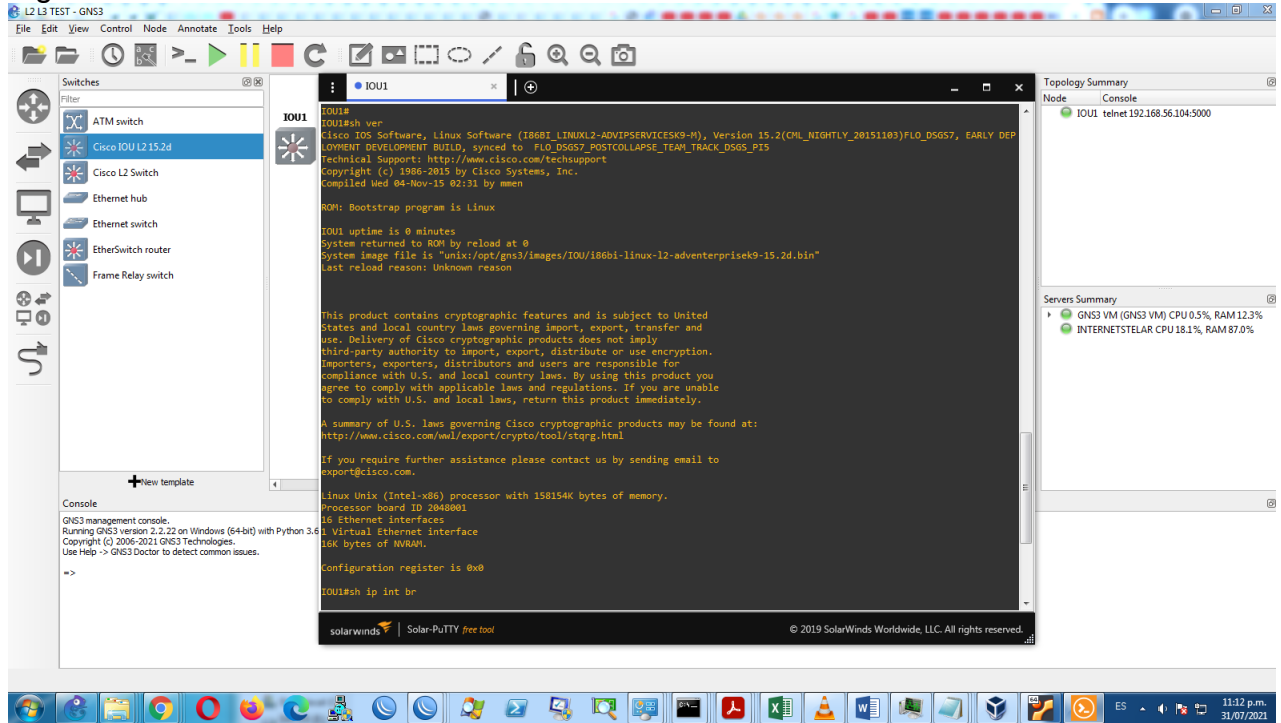 L2 L3 TEST - GNS3
File Edit View Control Node Annotate Tools Help
Switches
Filter
ATM switch
Cisco IOU L2 15.2d
Cisco L2 Switch
Ethernet hub
Ethernet switch
EtherSwitch router
Frame Relay switch
New template
IOU1
IOU1
IOU1#
IOU1#sh ver
Cisco IOS Software, Linux Software (I86BI_LINUXL2-ADVIPSERVICESK9-M), Version 15.2(CML_NIGHTLY_20151103)FLO_DSGS7, EARLY DEP
LOYMENT DEVELOPMENT BUILD, synced to FLO_DSGS7_POSTCOLLAPSE_TEAM_TRACK_DSGS_PI5
Technical Support: http://www.cisco.com/techsupport
Copyright (c) 1986-2015 by Cisco Systems, Inc.
Compiled Wed 04-Nov-15 02:31 by mmen
ROM: Bootstrap program is Linux
IOU1 uptime is 0 minutes
System returned to ROM by reload at 0
System image file is "unix:/opt/gns3/images/IOU/i86bi-linux-l2-adventerprisek9-15.2d.bin"
Last reload reason: Unknown reason
This product contains cryptographic features and is subject to United
States and local country laws governing import, export, transfer and
use. Delivery of Cisco cryptographic products does not imply
third-party authority to import, export, distribute or use encryption.
Importers, exporters, distributors and users are responsible for
compliance with U.S. and local country laws. By using this product you
agree to comply with applicable laws and regulations. If you are unable
to comply with U.S. and local laws, return this product immediately.
A summary of U.S. laws governing Cisco cryptographic products may be found at:
http://www.cisco.com/wwl/export/crypto/tool/stqrg.html
If you require further assistance please contact us by sending email to
export@cisco.com.
Linux Unix (Intel-x86) processor with 158154K bytes of memory.
Processor board ID 2048001
16 Ethernet interfaces
1 Virtual Ethernet interface
16K bytes of NVRAM.
Configuration register is 0x0
IOU1#sh ip int br
solarwinds Solar-PuTTY free tool
© 2019 SolarWinds Worldwide, LLC. All rights reserved.
Topology Summary
Node Console
IOU1 telnet 192.168.56.104:5000
Servers Summary
GNS3 VM (GNS3 VM) CPU 0.5%, RAM 12.3%
INTERNETSTELAR CPU 18.1%, RAM 87.0%
Console
GNS3 management console.
Running GNS3 version 2.2.22 on Windows (64-bit) with Python 3.6
Copyright (c) 2006-2021 GNS3 Technologies.
Use Help -> GNS3 Doctor to detect common issues.
=>
ES
11:12 p.m.
31/07/2021